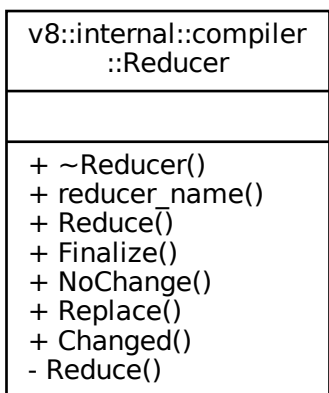 v8::internal::compiler
::Reducer
+ ~Reducer()
+ reducer_name()
+ Reduce()
+ Finalize()
+ NoChange()
+ Replace()
+ Changed()
- Reduce()